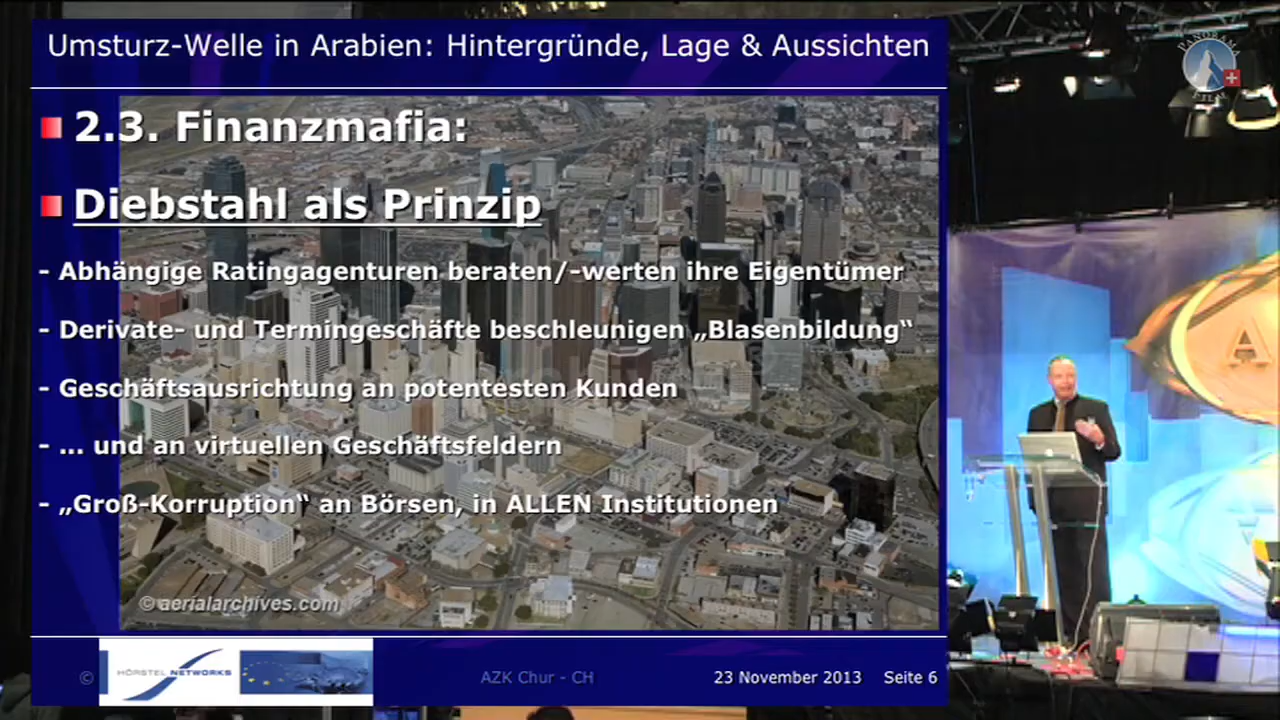 Umsturz-Welle in Arabien: Hintergründe, Lage & Aussichten
2.3. Finanzmafia:
Diebstahl als Prinzip
- Abhängige Ratingagenturen beraten/-werten ihre Eigentümer
- Derivate- und Termingeschäfte beschleunigen „Blasenbildung“
- Geschäftsausrichtung an potentesten Kunden
- ... und an virtuellen Geschäftsfeldern
- „Groß-Korruption“ an Börsen, in ALLEN Institutionen
© aerialarchives.com
© HÖRSTEL NETWORKS AZK Chur - CH 23 November 2013 Seite 6
PANORAMA
FILM
A